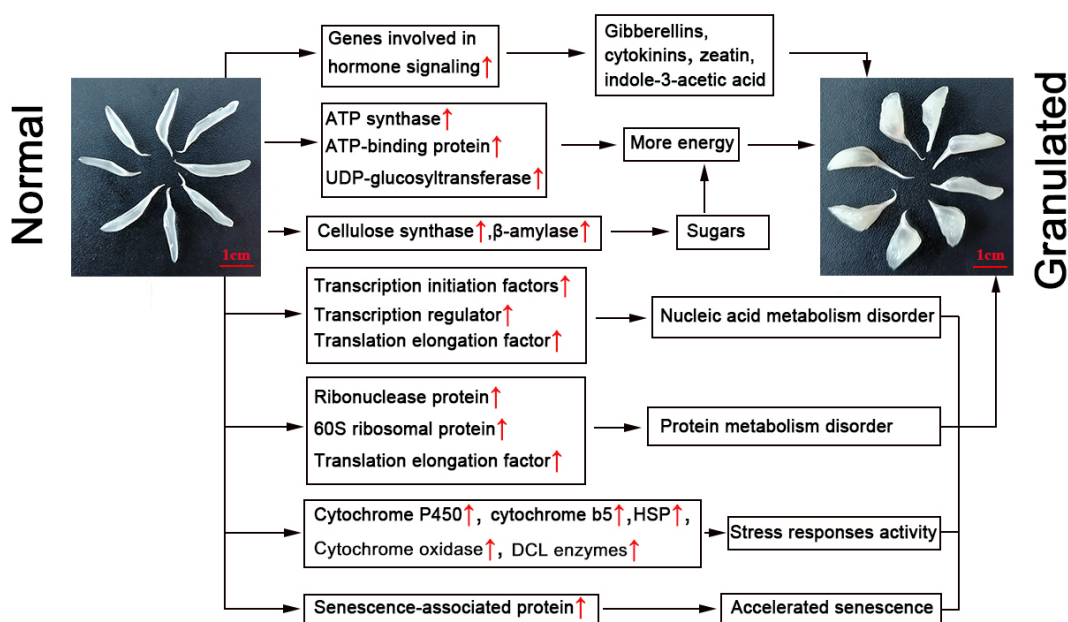 Normal
Genes involved in
hormone signaling↑
Gibberellins,
cytokinins, zeatin,
indole-3-acetic acid
ATP synthase↑
ATP-binding protein↑
UDP-glucosyltransferase↑
More energy
Cellulose synthase↑,β-amylase↑
Sugars
1cm
1cm
Granulated
Transcription initiation factors↑
Transcription regulator↑
Translation elongation factor↑
Nucleic acid metabolism disorder
Ribonuclease protein↑
60S ribosomal protein↑
Translation elongation factor↑
Protein metabolism disorder
Cytochrome P450↑, cytochrome b5↑,HSP↑,
Cytochrome oxidase↑, DCL enzymes↑
Stress responses activity
Senescence-associated protein↑
Accelerated senescence